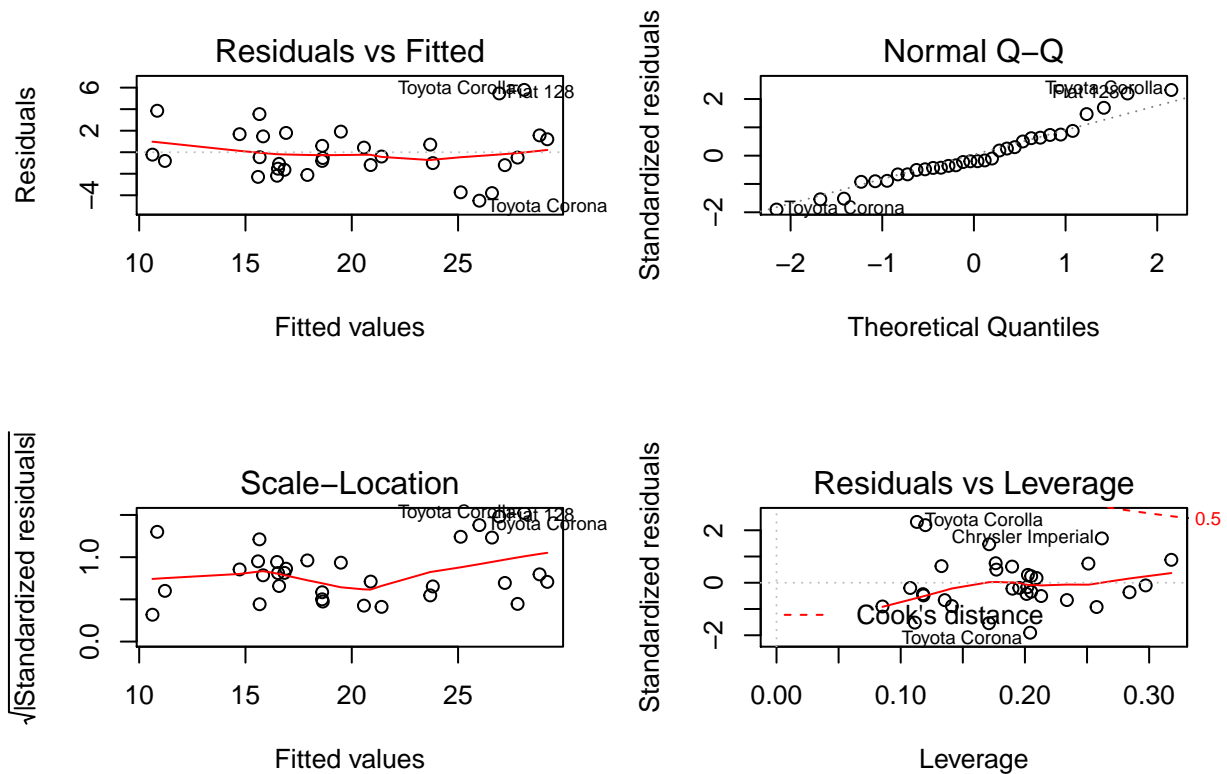 Residuals vs Fitted
Residuals
6
2
−4
Toyota Corolla
Fiat 128
Toyota Corona
10
15
20
25
Fitted values
Normal Q−Q
Standardized residuals
2
0
−2
Toyota Corolla
Fiat 128
Toyota Corona
−2
−1
0
1
2
Theoretical Quantiles
Scale−Location
√|Standardized residuals|
1.0
0.0
Toyota Corolla
Fiat 128
Toyota Corona
10
15
20
25
Fitted values
Residuals vs Leverage
Standardized residuals
2
0
−2
Toyota Corolla
Chrysler Imperial
0.5
Cook's distance
Toyota Corona
0.00
0.10
0.20
0.30
Leverage